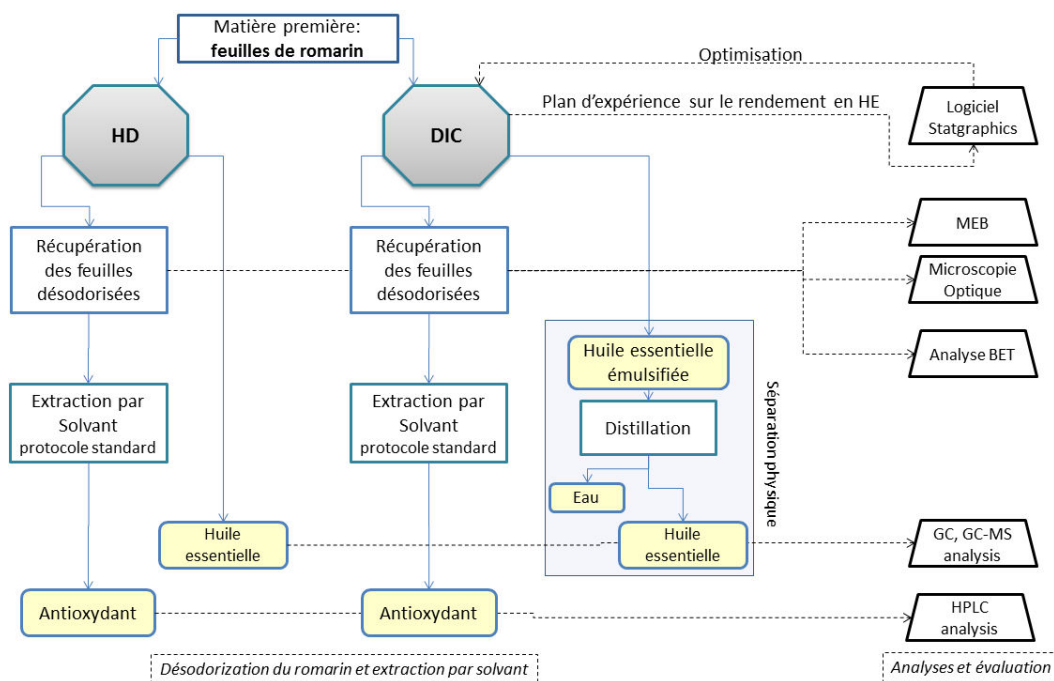 Matière première:
feuilles de romarin
Optimisation
Plan d'expérience sur le rendement en HE
HD
DIC
Logiciel
Statgraphics
Récupération
des feuilles
désodorisées
Récupération
des feuilles
désodorisées
MEB
Microscopie
Optique
Analyse BET
Huile essentielle
émulsifiée
Distillation
Eau
Huile
essentielle
Séparation physique
Extraction par
Solvant
protocole standard
Extraction par
Solvant
protocole standard
Huile
essentielle
GC, GC-MS
analysis
Antioxydant
Antioxydant
HPLC
analysis
Désodorization du romarin et extraction par solvant
Analyses et évaluation